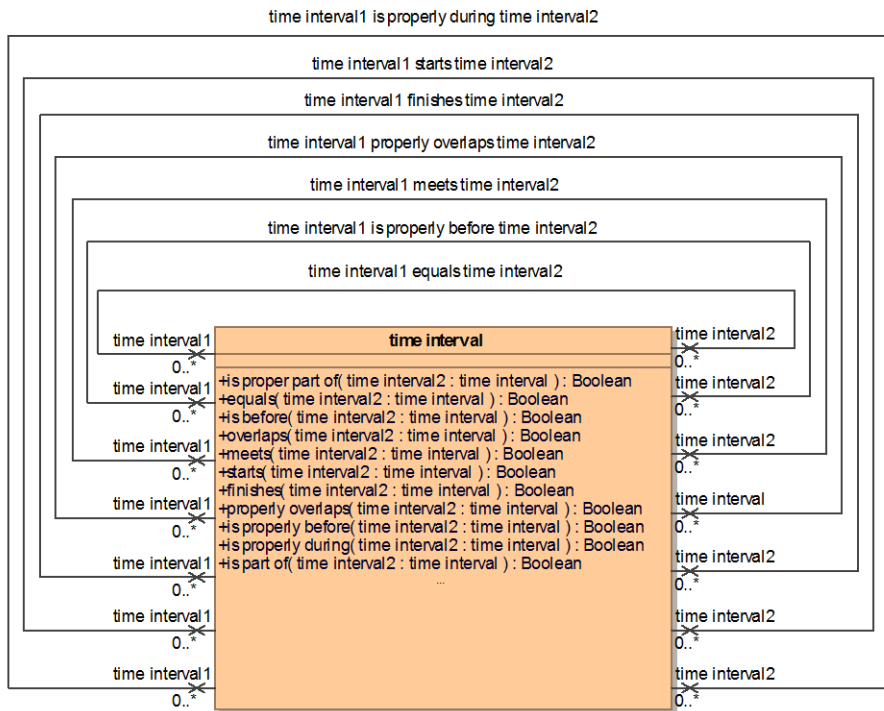 time interval1 is properly during time interval2
time interval1 starts time interval2
time interval1 finishes time interval2
time interval1 properly overlaps time interval2
time interval1 meets time interval2
time interval1 is properly before time interval2
time interval1 equals time interval2
time interval1
time interval
time interval2
0..*
0..*
+is proper part of( time interval2 : time interval ) : Boolean
time interval1
+equals( time interval2 : time interval ) : Boolean
time interval2
0..*
+is before( time interval2 : time interval ) : Boolean
0..*
+overlaps( time interval2 : time interval ) : Boolean
time interval1
+meets( time interval2 : time interval ) : Boolean
time interval2
0..*
+starts( time interval2 : time interval ) : Boolean
0..*
+finishes( time interval2 : time interval ) : Boolean
time interval1
+properly overlaps( time interval2 : time interval ) : Boolean
time interval
0..*
+is properly before( time interval2 : time interval ) : Boolean
0..*
+is properly during( time interval2 : time interval ) : Boolean
time interval1
+is part of( time interval2 : time interval ) : Boolean
time interval2
0..*
...
0..*
time interval1
time interval2
0..*
0..*
time interval1
time interval2
0..*
0..*